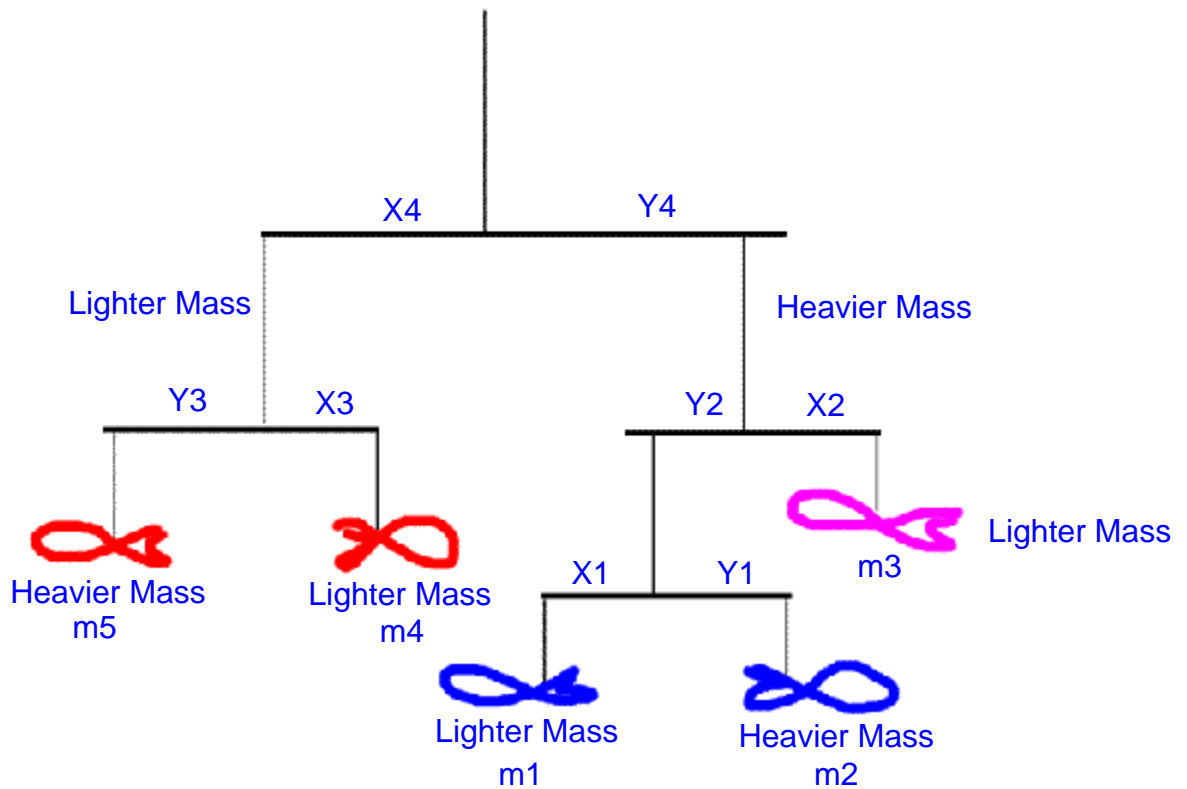 X4
Y4
Lighter Mass
Heavier Mass
Y3
X3
Y2
X2
Lighter Mass
m3
X1
Y1
Heavier Mass
m5
Lighter Mass
m4
Lighter Mass
m1
Heavier Mass
m2